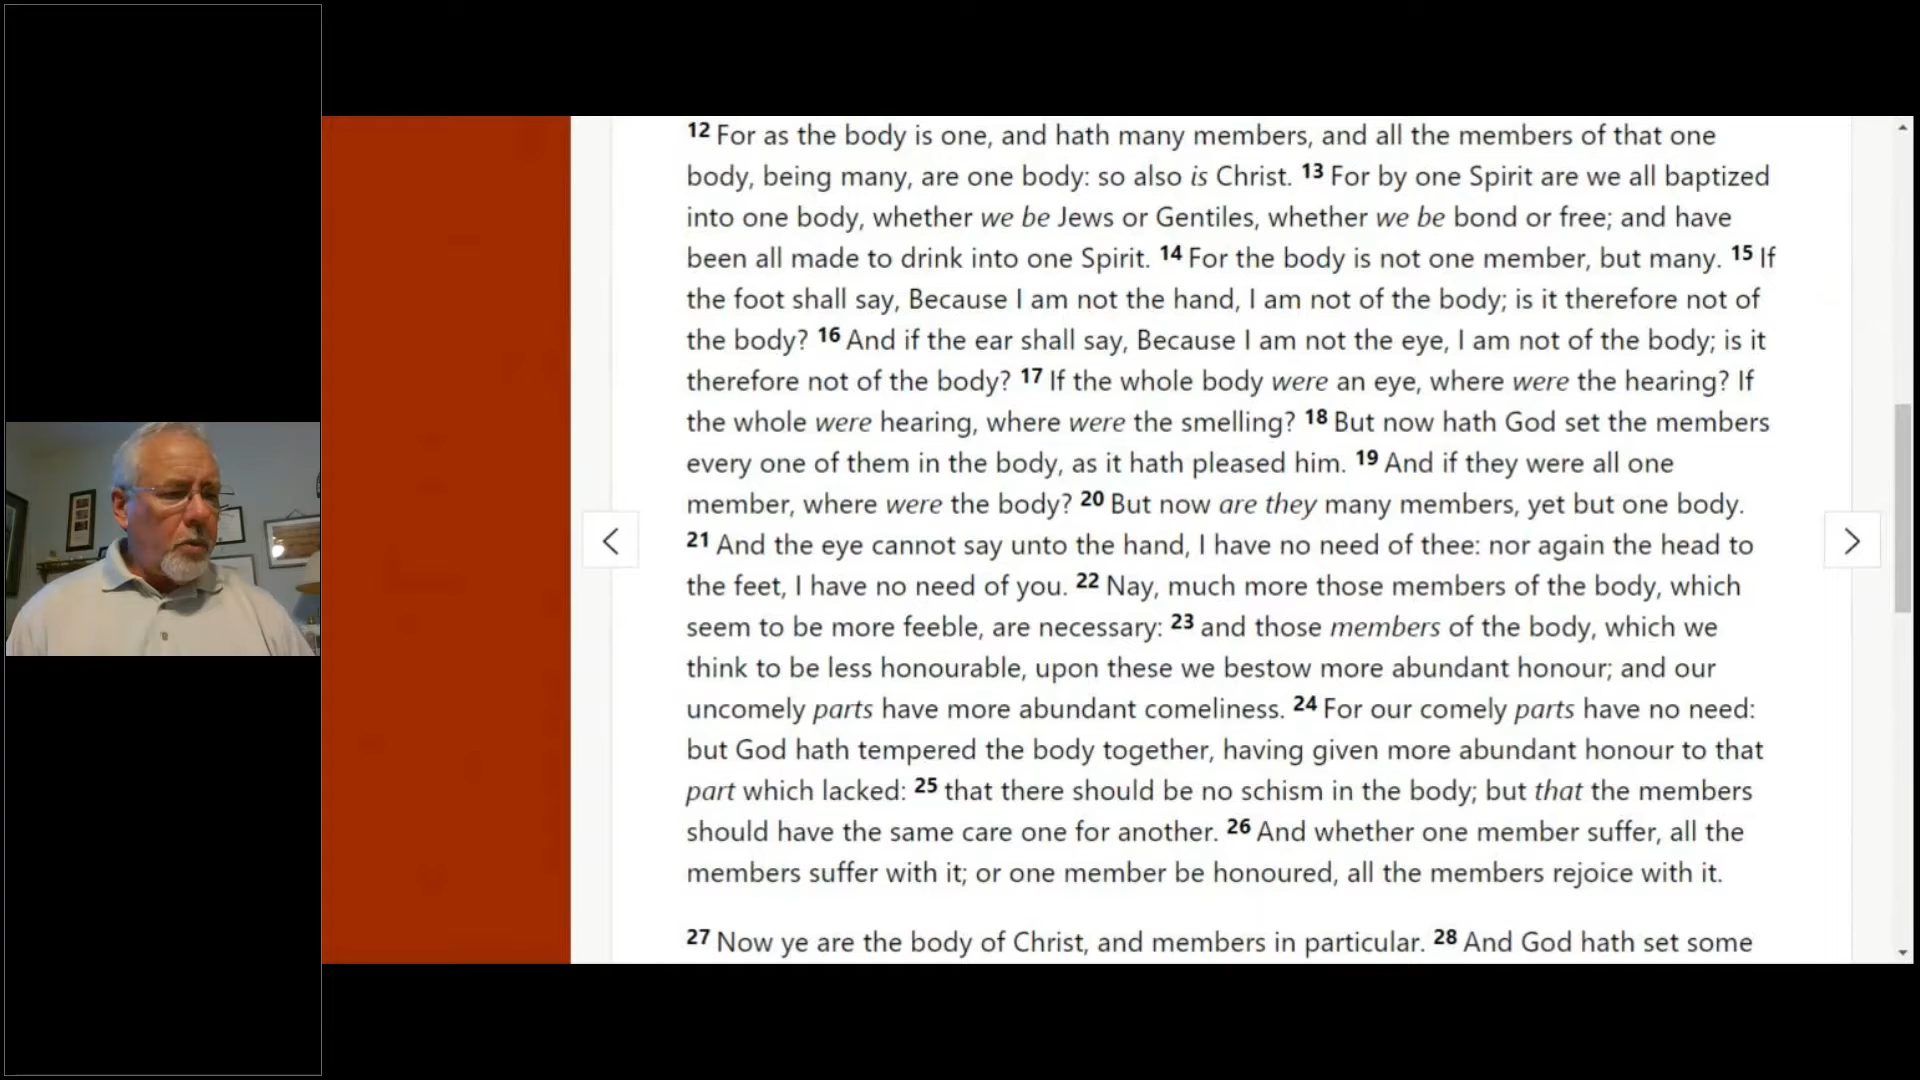 12 For as the body is one, and hath many members, and all the members of that one
body, being many, are one body: so also is Christ. 13 For by one Spirit are we all baptized
into one body, whether we be Jews or Gentiles, whether we be bond or free; and have
been all made to drink into one Spirit. 14 For the body is not one member, but many. 15 If
the foot shall say, Because I am not the hand, I am not of the body; is it therefore not of
the body? 16 And if the ear shall say, Because I am not the eye, I am not of the body; is it
therefore not of the body? 17 If the whole body were an eye, where were the hearing? If
the whole were hearing, where were the smelling? 18 But now hath God set the members
every one of them in the body, as it hath pleased him. 19 And if they were all one
member, where were the body? 20 But now are they many members, yet but one body.
21 And the eye cannot say unto the hand, I have no need of thee: nor again the head to
the feet, I have no need of you. 22 Nay, much more those members of the body, which
seem to be more feeble, are necessary: 23 and those members of the body, which we
think to be less honourable, upon these we bestow more abundant honour; and our
uncomely parts have more abundant comeliness. 24 For our comely parts have no need:
but God hath tempered the body together, having given more abundant honour to that
part which lacked: 25 that there should be no schism in the body; but that the members
should have the same care one for another. 26 And whether one member suffer, all the
members suffer with it; or one member be honoured, all the members rejoice with it.
27 Now ye are the body of Christ, and members in particular. 28 And God hath set some